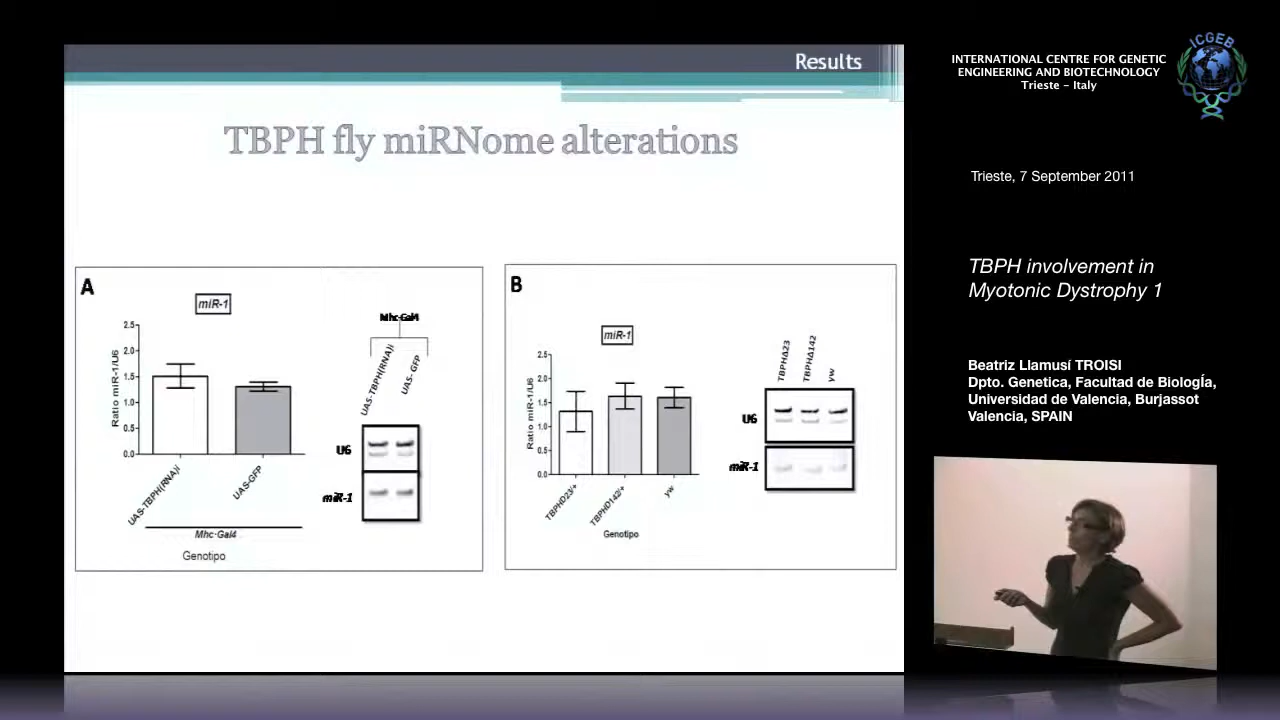 Results
TBPH fly miRNome alterations
A
miR-1
2.5
2.0
1.5
1.0
0.5
0.0
Ratio miR-1/U6
UAS-TBPH(RNA)i
UAS-GFP
Mhc-Gal4
Genotipo
Mhc-Gal4
UAS-TBPH(RNA)i
UAS- GFP
U6
miR-1
B
miR-1
2.5
2.0
1.5
1.0
0.5
0.0
Ratio miR-1/U6
TBPHD23/+
TBPHD142/+
yw
Genotipo
TBPHΔ23
TBPHΔ142
yw
U6
miR-1
INTERNATIONAL CENTRE FOR GENETIC
ENGINEERING AND BIOTECHNOLOGY
Trieste - Italy
ICGEB
Trieste, 7 September 2011
TBPH involvement in
Myotonic Dystrophy 1
Beatriz Llamusí TROISI
Dpto. Genetica, Facultad de BiologÍa,
Universidad de Valencia, Burjassot
Valencia, SPAIN